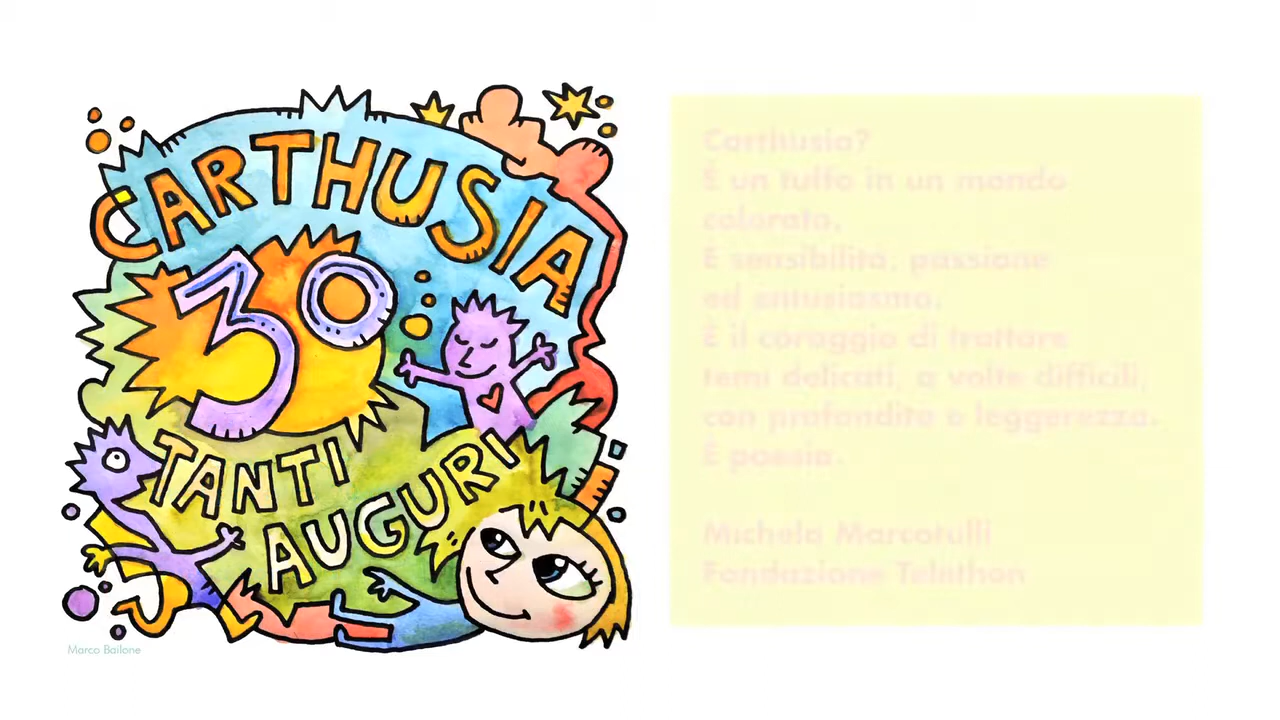 CARTHUSIA
30
TANTI
AUGURI
Marco Bailone
Carthusia?
È un tuffo in un mondo
colorato.
È sensibilità, passione
ed entusiasmo.
È il coraggio di trattare
temi delicati, a volte difficili,
con profondità e leggerezza.
È poesia.
Michela Marcotulli
Fondazione Telethon